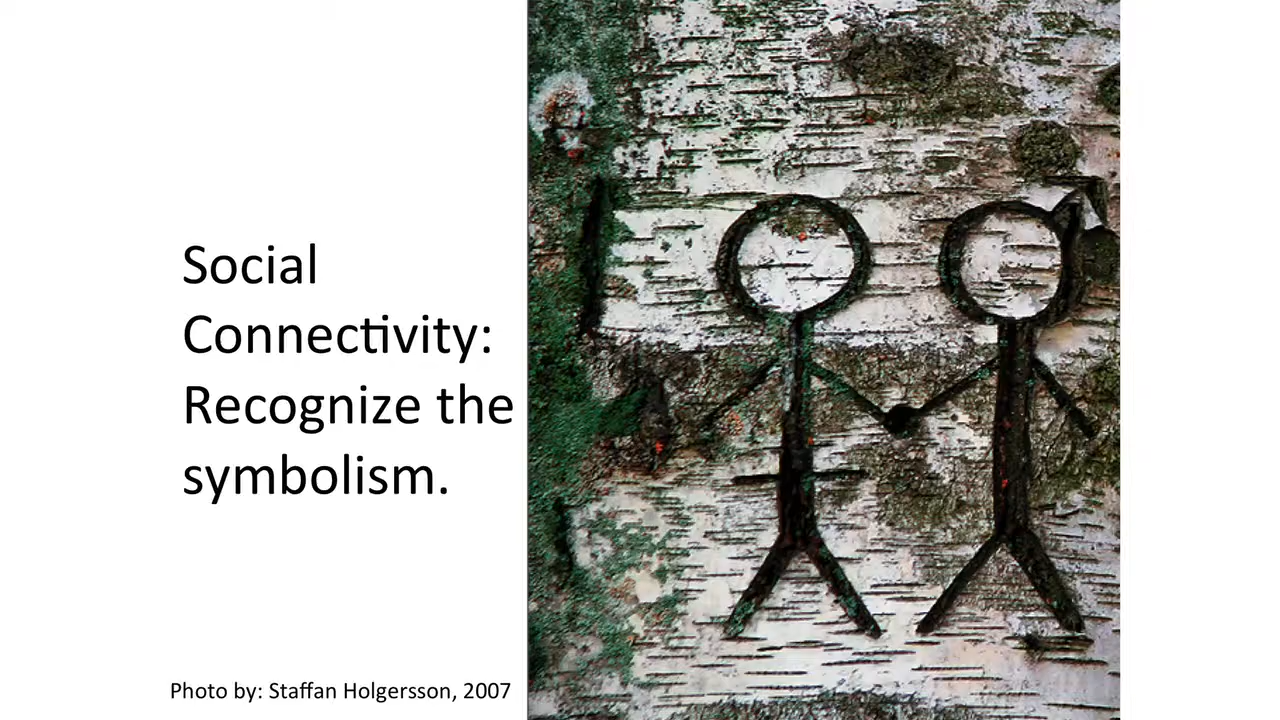 Social
Connectivity:
Recognize the
symbolism.
Photo by: Staffan Holgersson, 2007